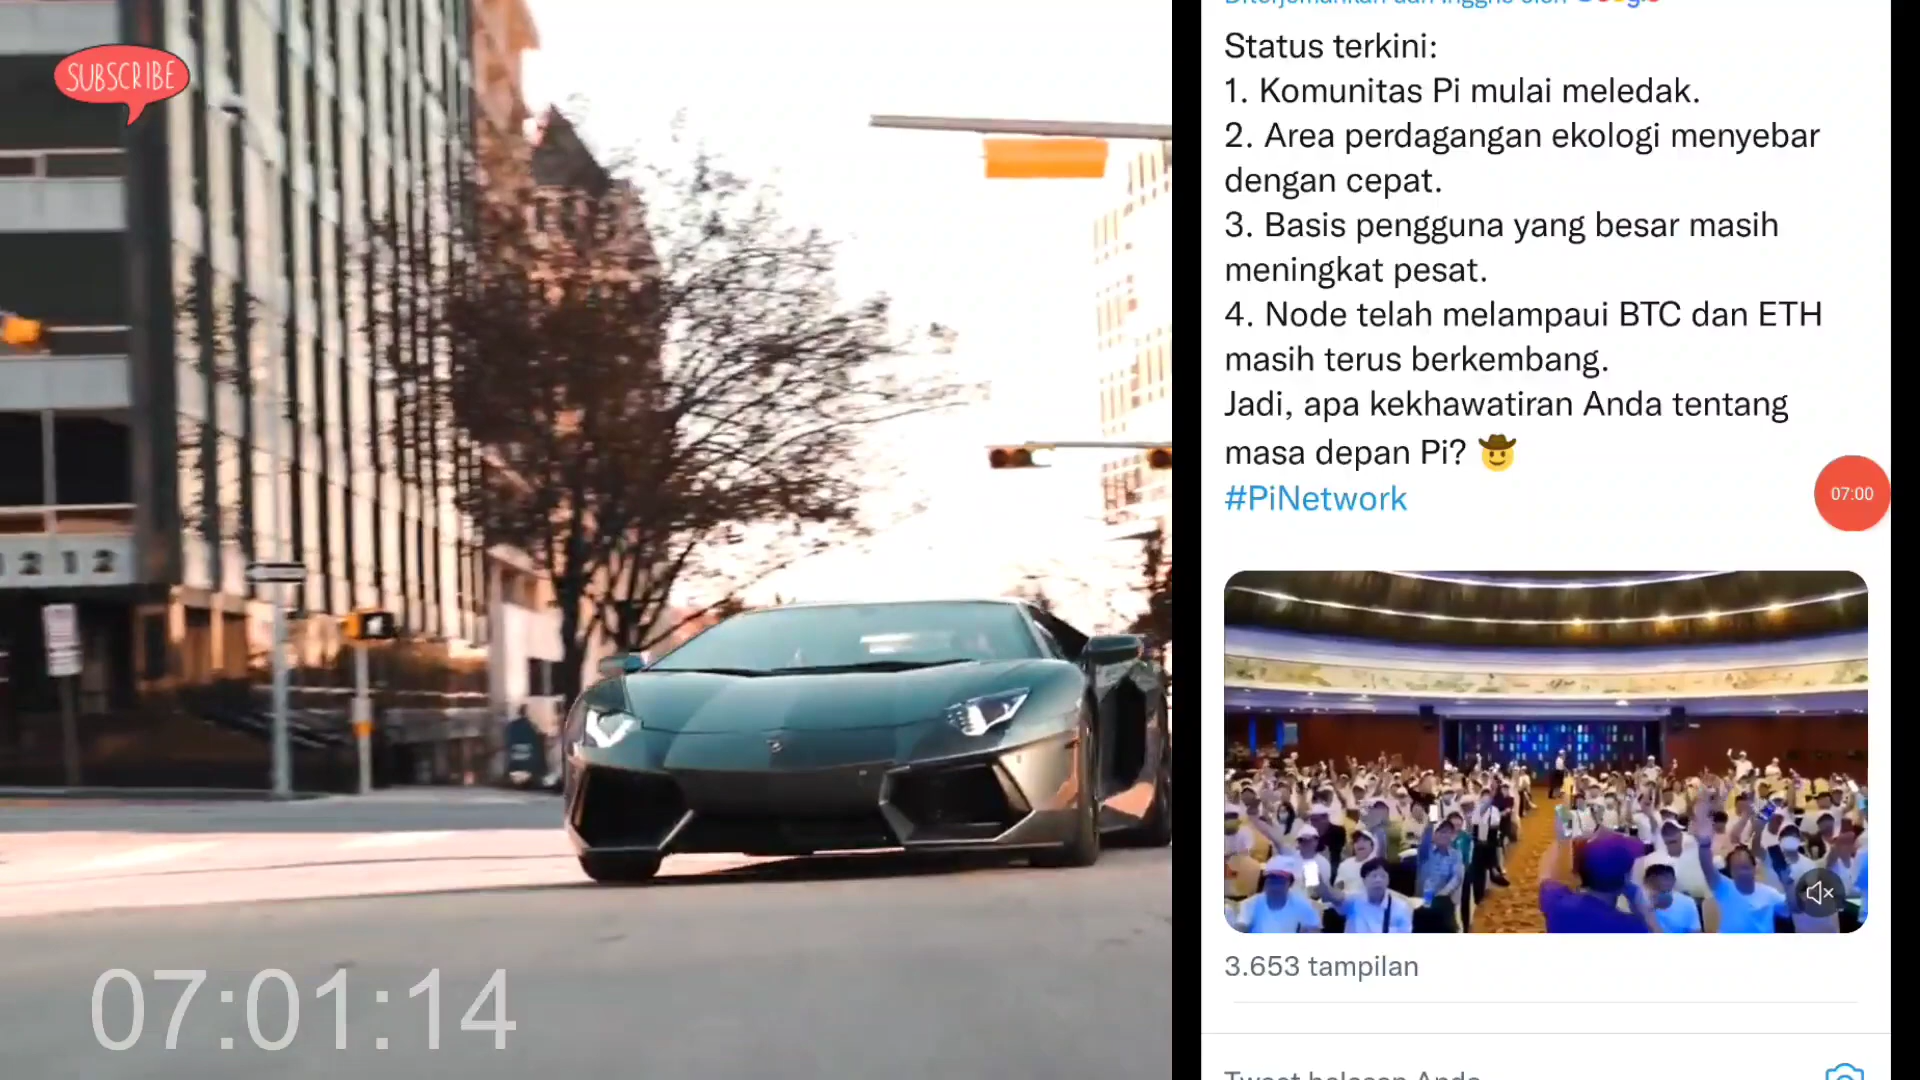 SUBSCRIBE
1212
07:01:14
Status terkini:
1. Komunitas Pi mulai meledak.
2. Area perdagangan ekologi menyebar
dengan cepat.
3. Basis pengguna yang besar masih
meningkat pesat.
4. Node telah melampaui BTC dan ETH
masih terus berkembang.
Jadi, apa kekhawatiran Anda tentang
masa depan Pi? 🤠
#PiNetwork
07:00
3.653 tampilan